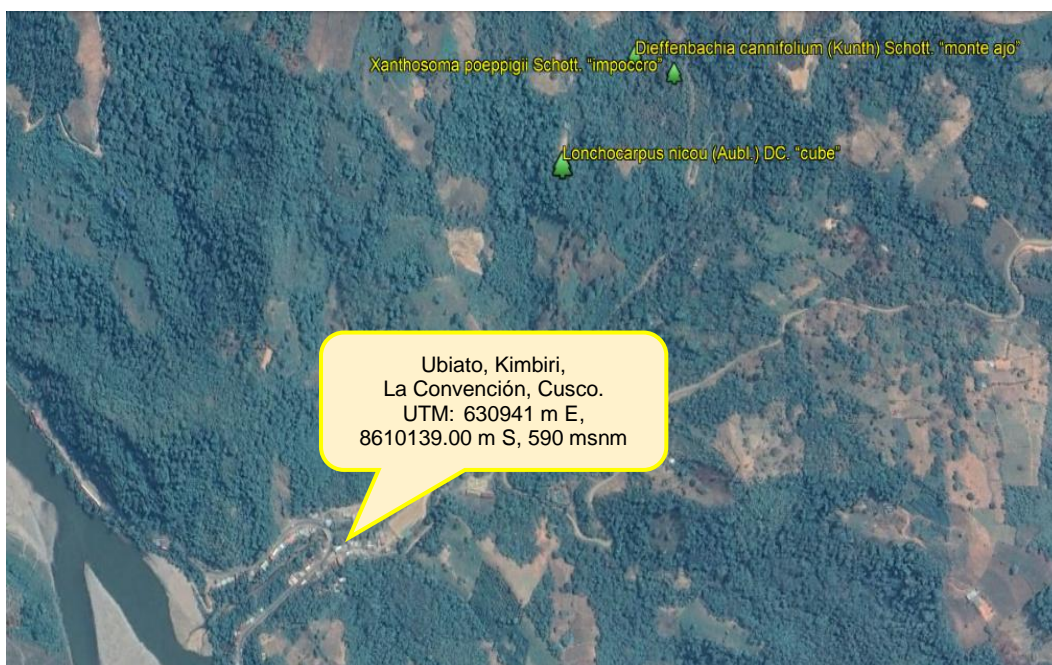 Dieffenbachia cannifolium (Kunth) Schott. "monte ajo"
Xanthosoma poeppigii Schott. "impoccro"
Lonchocarpus nicou (Aubl.) DC. "cube"
Ubiato, Kimbiri,
La Convención, Cusco.
UTM: 630941 m E,
8610139.00 m S, 590 msnm